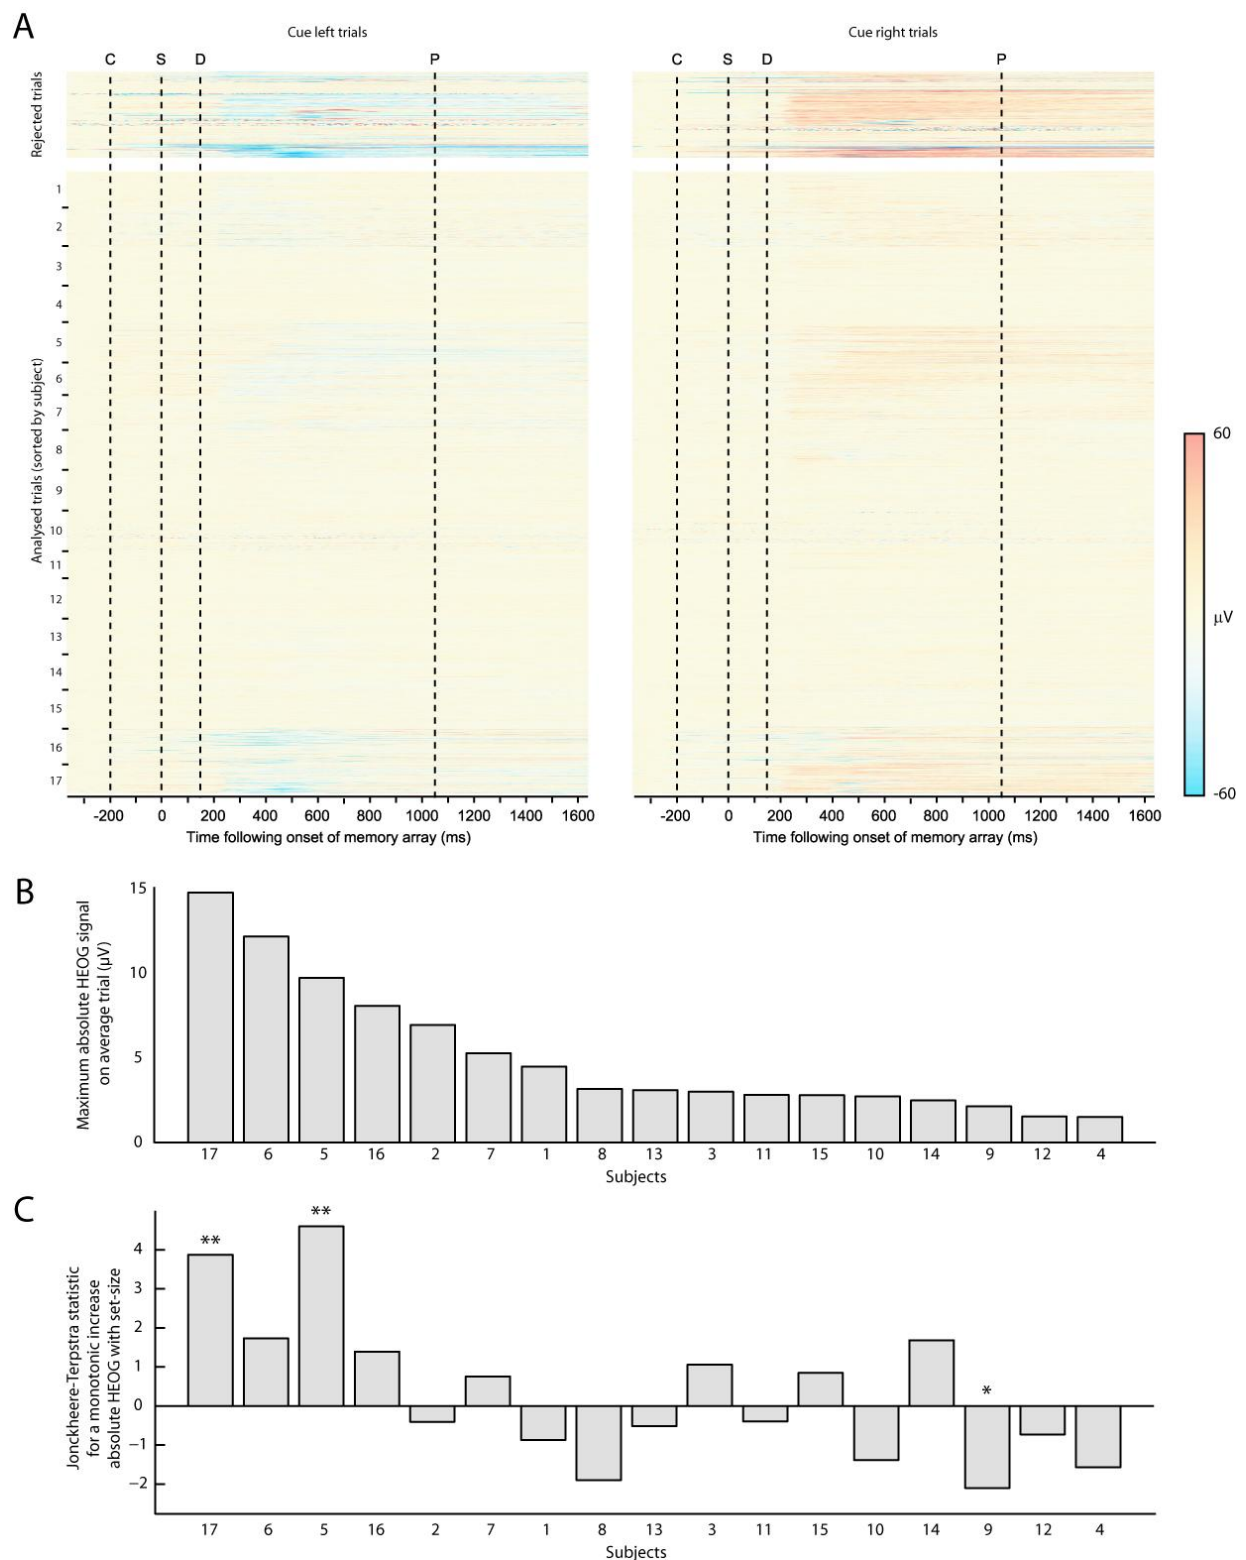 A
Cue left trials
Cue right trials
C S D P
C S D P
Rejected trials
Analysed trials (sorted by subject)
1
2
3
4
5
6
7
8
9
10
11
12
13
14
15
16
17
-200 0 200 400 600 800 1000 1200 1400 1600
Time following onset of memory array (ms)
-200 0 200 400 600 800 1000 1200 1400 1600
Time following onset of memory array (ms)
60
µV
-60
B
Maximum absolute HEOG signal
on average trial (µV)
15
10
5
0
17 6 5 16 2 7 1 8 13 3 11 15 10 14 9 12 4
Subjects
C
Jonckheere-Terpstra statistic
for a monotonic increase
absolute HEOG with set-size
4
3
2
1
0
−1
−2
** ** *
17 6 5 16 2 7 1 8 13 3 11 15 10 14 9 12 4
Subjects